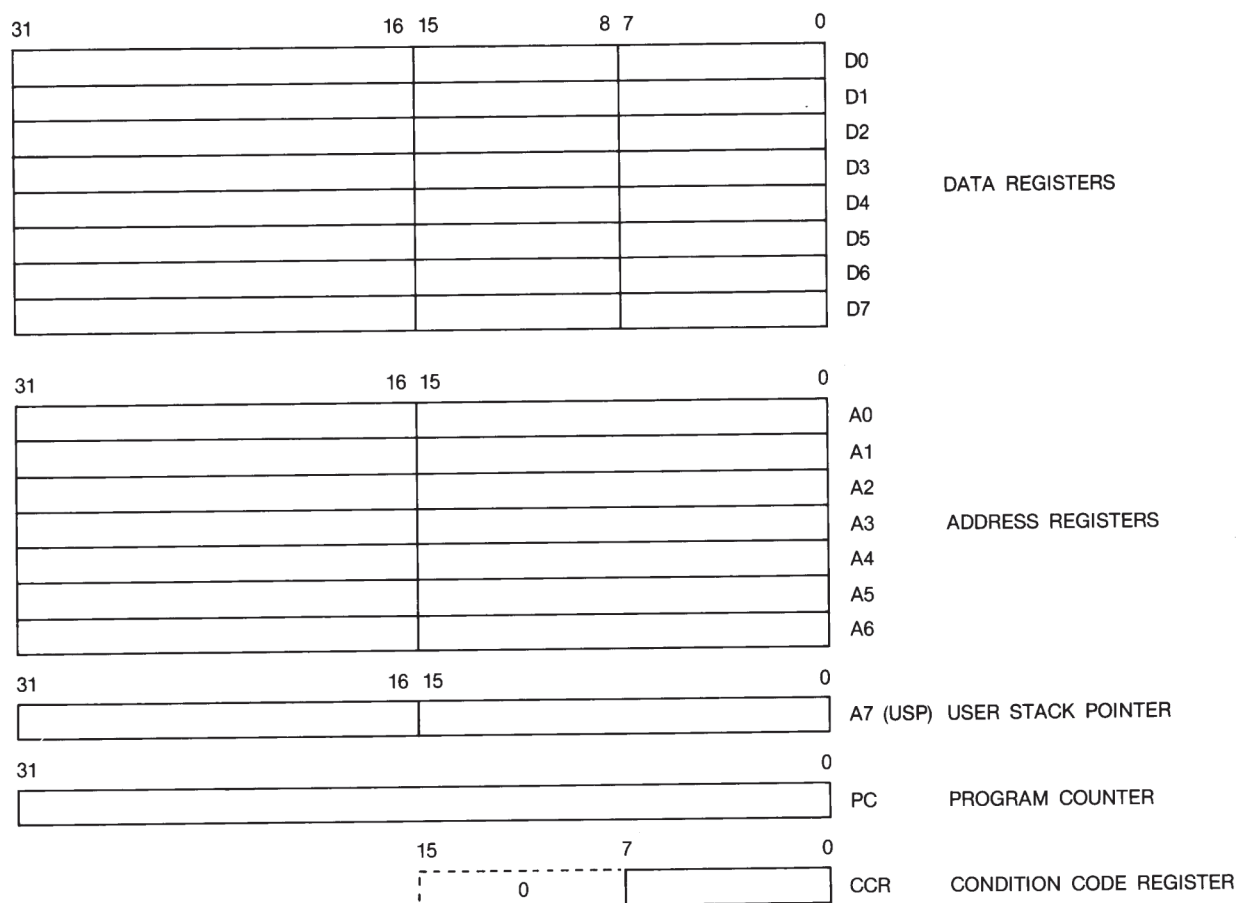 31 16 15 8 7 0
D0
D1
D2
D3
DATA REGISTERS
D4
D5
D6
D7
31 16 15 0
A0
A1
A2
A3 ADDRESS REGISTERS
A4
A5
A6
31 16 15 0
A7 (USP) USER STACK POINTER
31 0
PC PROGRAM COUNTER
15 7 0
0 CCR CONDITION CODE REGISTER